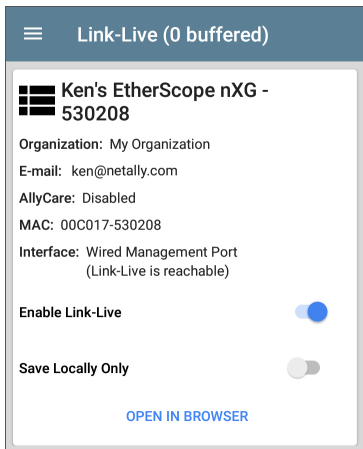 Link-Live (0 buffered)
Ken's EtherScope nXG -
530208
Organization: My Organization
E-mail: ken@netally.com
AllyCare: Disabled
MAC: 00C017-530208
Interface: Wired Management Port
(Link-Live is reachable)
Enable Link-Live
Save Locally Only
OPEN IN BROWSER